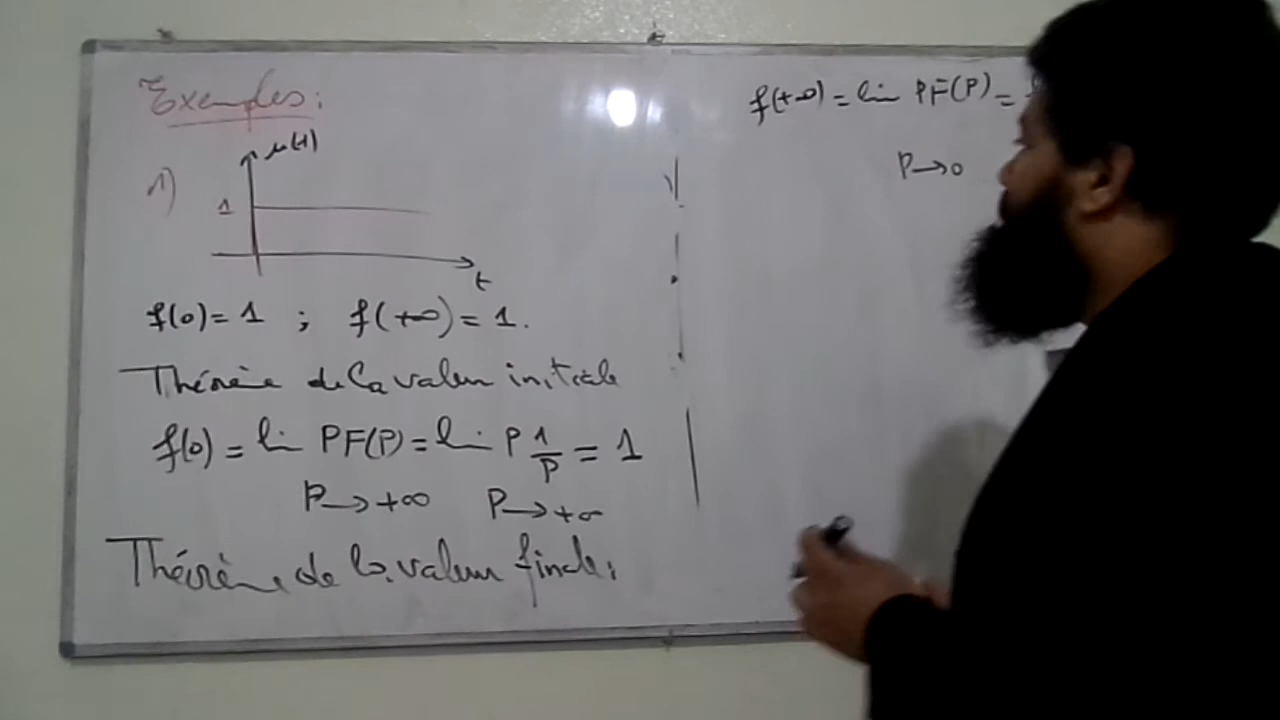 Exemples:
1)
μ(t)
1
t
f(0) = 1 ; f(+∞) = 1.
Théorème de la valeur initiale
f(0) = lim PF(P) = lim P 1/P = 1
P→+∞ P→+∞
Théorème de la valeur finale:
f(+∞) = lim PF(P) =
P→0